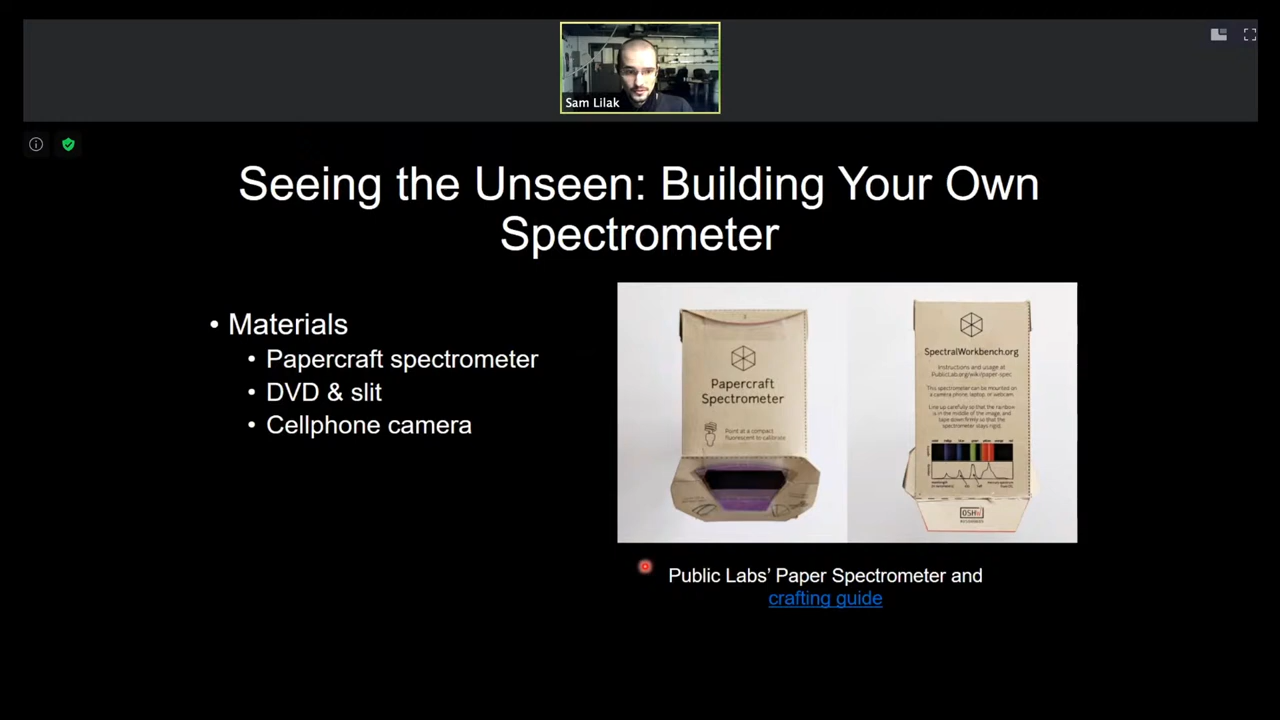 Sam Lilak
Seeing the Unseen: Building Your Own
Spectrometer
• Materials
• Papercraft spectrometer
• DVD & slit
• Cellphone camera
Papercraft
Spectrometer
Point at a compact
fluorescent to calibrate
SpectralWorkbench.org
Instructions and usage at
PublicLab.org/wiki/paper-spec
This spectrometer can be mounted on
a camera phone, laptop, or webcam.
Line up carefully so that the rainbow
is in the middle of the image, and
tape down firmly so that the
spectrometer stays rigid.
Public Labs’ Paper Spectrometer and
crafting guide